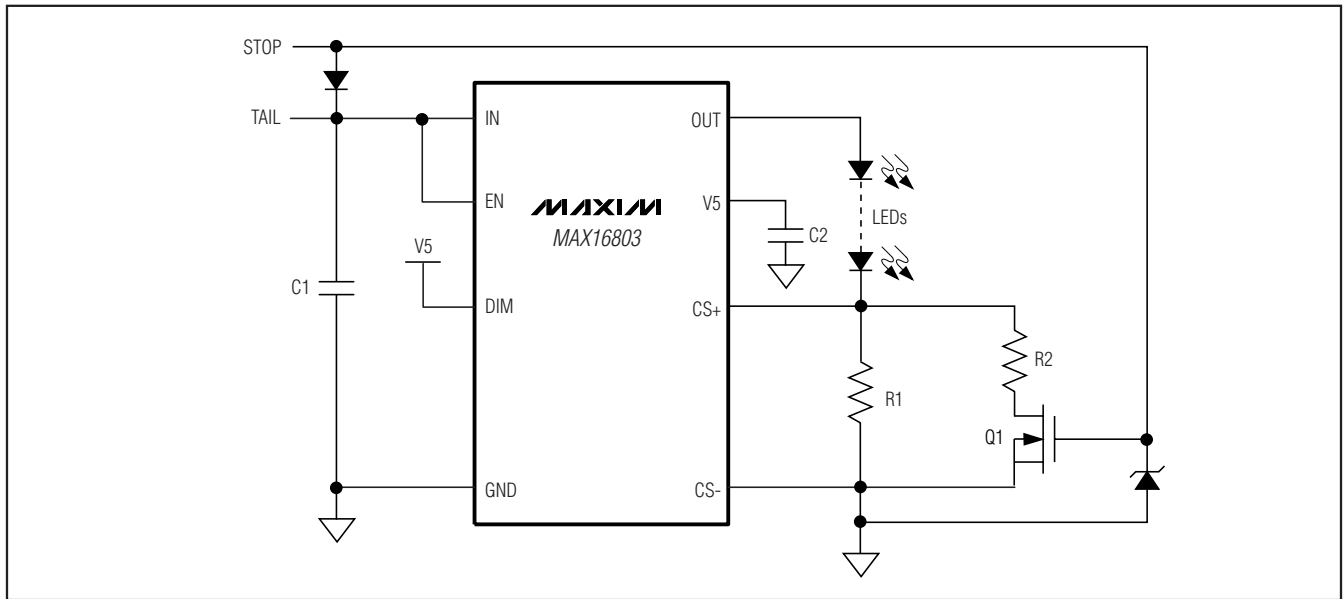 STOP
TAIL
IN
OUT
EN
V5
MAXIM
MAX16803
LEDs
V5
C2
C1
DIM
CS+
R2
R1
Q1
GND
CS-